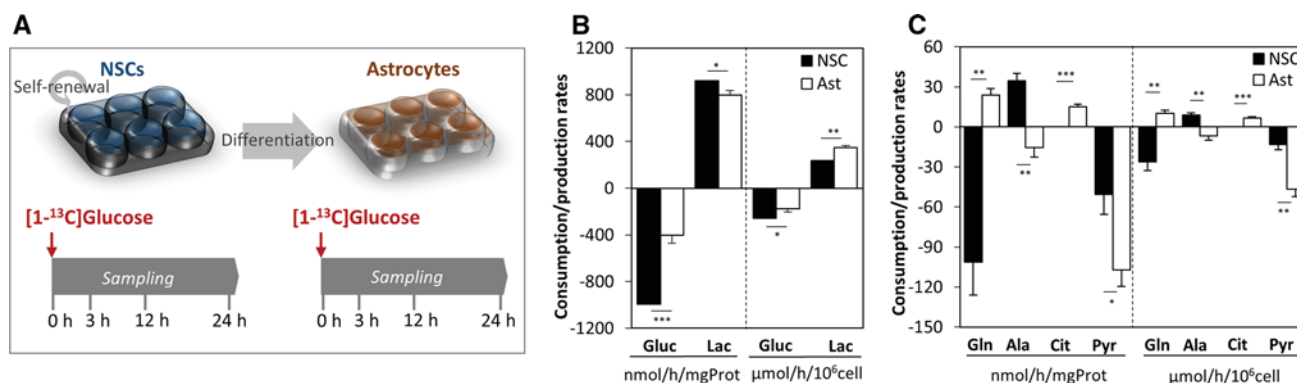 A
NSCs
Astrocytes
Self-renewal
Differentiation
[1-¹³C]Glucose
[1-¹³C]Glucose
Sampling
Sampling
0 h 3 h 12 h 24 h
0 h 3 h 12 h 24 h
B
Consumption/production rates
1200
800
400
0
-400
-800
-1200
NSC
Ast
*
**
***
*
Gluc Lac Gluc Lac
nmol/h/mgProt µmol/h/10⁶cell
C
Consumption/production rates
60
30
0
-30
-60
-90
-120
-150
NSC
Ast
** *** ** ** ***
**
* **
Gln Ala Cit Pyr Gln Ala Cit Pyr
nmol/h/mgProt µmol/h/10⁶cell